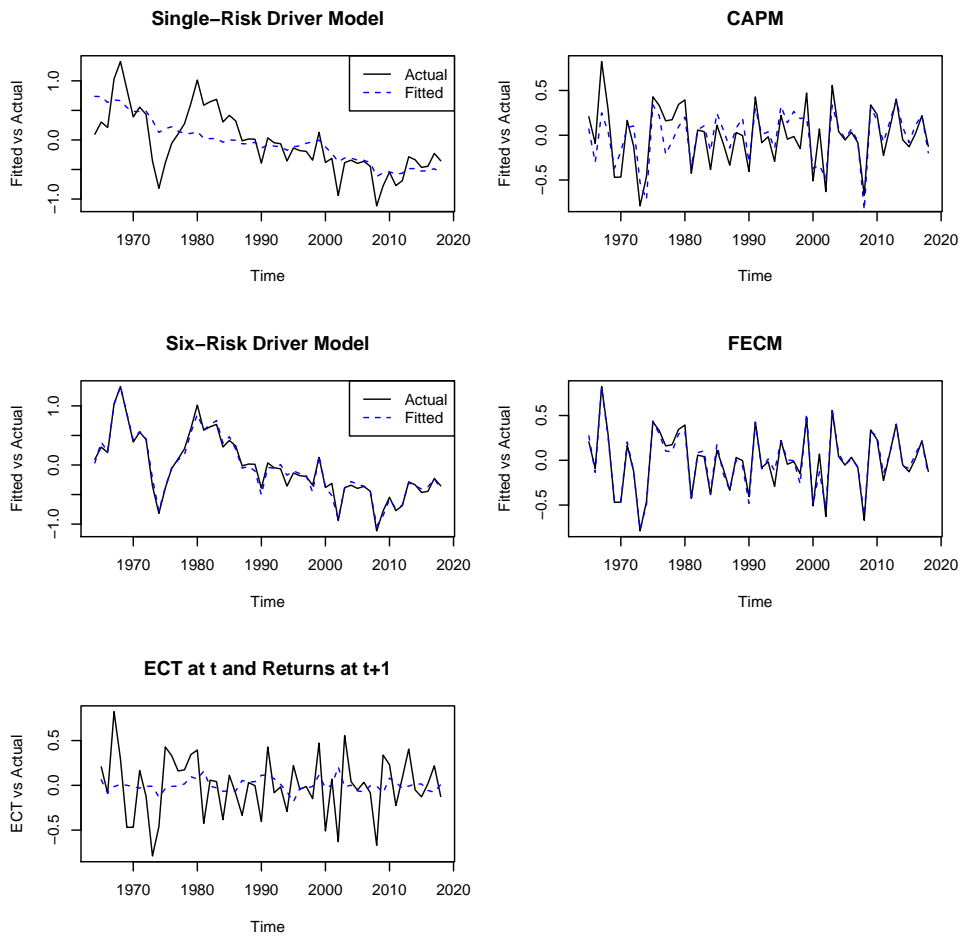 Single−Risk Driver Model
Fitted vs Actual
1.0
0.0
−1.0
Actual
Fitted
1970 1980 1990 2000 2010 2020
Time
CAPM
Fitted vs Actual
0.5
0.0
−0.5
1970 1980 1990 2000 2010 2020
Time
Six−Risk Driver Model
Fitted vs Actual
1.0
0.0
−1.0
Actual
Fitted
1970 1980 1990 2000 2010 2020
Time
FECM
Fitted vs Actual
0.5
0.0
−0.5
1970 1980 1990 2000 2010 2020
Time
ECT at t and Returns at t+1
ECT vs Actual
0.5
0.0
−0.5
1970 1980 1990 2000 2010 2020
Time